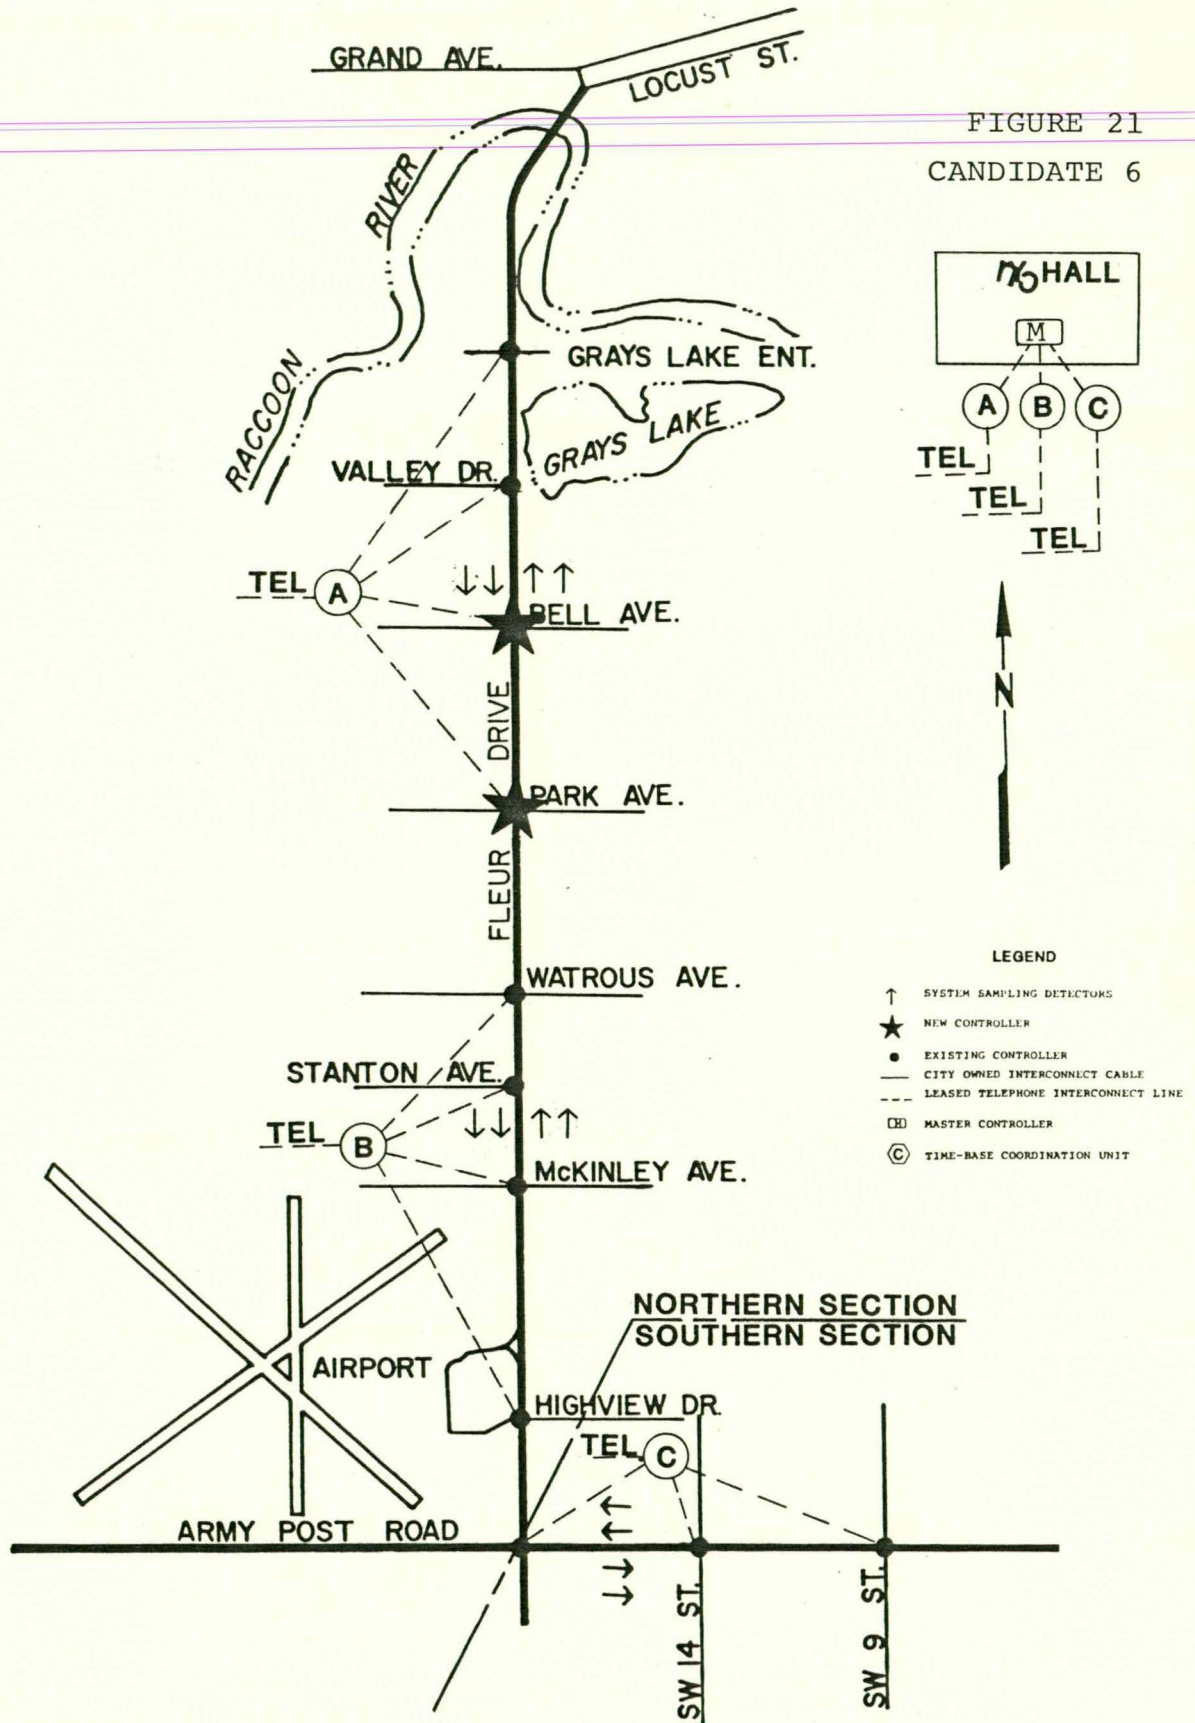 GRAND AVE.
LOCUST ST.
FIGURE 21
CANDIDATE 6
RACCOON RIVER
HALL
M
A B C
TEL
TEL
TEL
GRAYS LAKE ENT.
GRAYS LAKE
VALLEY DR.
TEL A
BELL AVE.
N
FLEUR DRIVE
PARK AVE.
WATROUS AVE.
STANTON AVE.
TEL B
McKINLEY AVE.
LEGEND
SYSTEM SAMPLING DETECTORS
NEW CONTROLLER
EXISTING CONTROLLER
CITY OWNED INTERCONNECT CABLE
LEASED TELEPHONE INTERCONNECT LINE
MASTER CONTROLLER
C TIME-BASE COORDINATION UNIT
NORTHERN SECTION
SOUTHERN SECTION
AIRPORT
HIGHVIEW DR.
TEL. C
ARMY POST ROAD
SW 14 ST.
SW 9 ST.